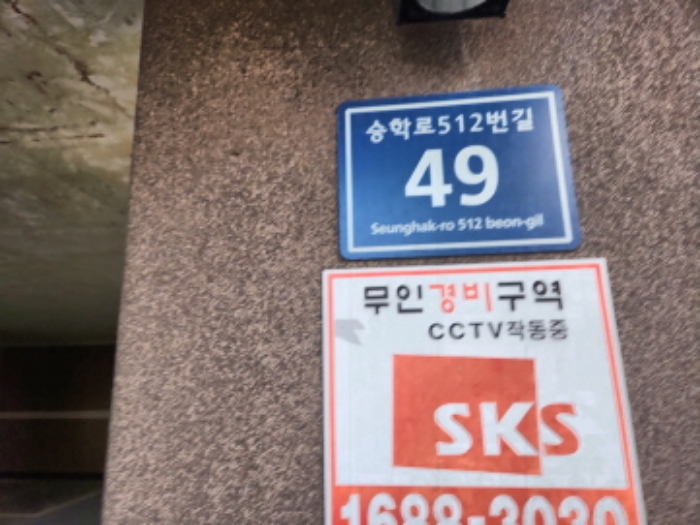 승학로512번길
49
Seunghak-ro 512 beon-gil
무인경비구역
CCTV작동중
SKS
1688-3030